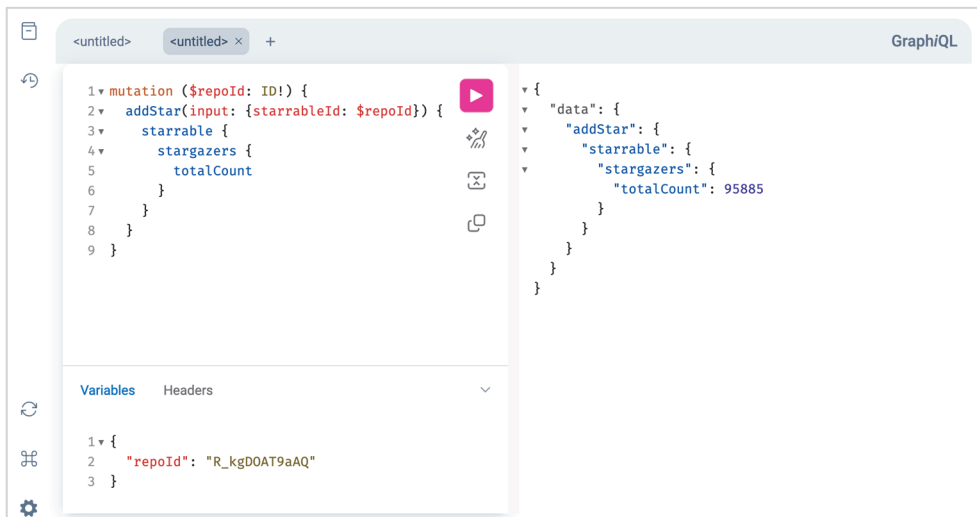 <untitled> <untitled> × + GraphiQL
1 mutation ($repoId: ID!) {
2 addStar(input: {starrableId: $repoId}) {
3 starrable {
4 stargazers {
5 totalCount
6 }
7 }
8 }
9 }
Variables Headers
1 {
2 "repoId": "R_kgDOAT9aAQ"
3 }
{
"data": {
"addStar": {
"starrable": {
"stargazers": {
"totalCount": 95885
}
}
}
}
}